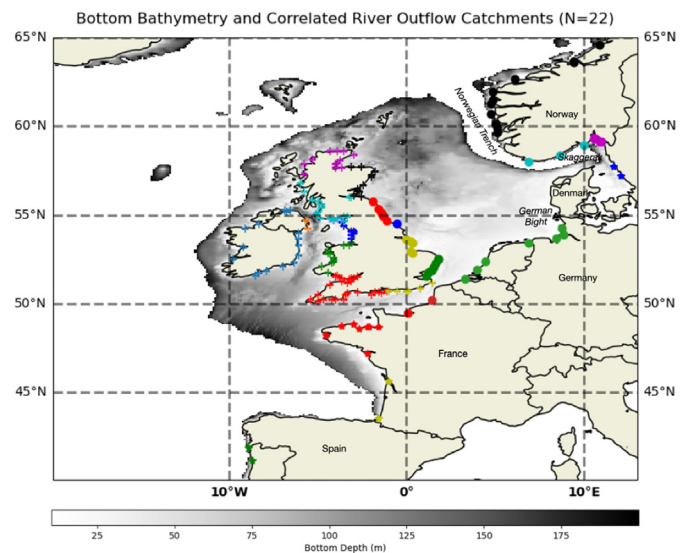 Bottom Bathymetry and Correlated River Outflow Catchments (N=22)
65°N 65°N
Norwegian Trench
Norway
60°N 60°N
Skaggerak
Denmark
55°N 55°N
German
Bight
Germany
50°N 50°N
France
45°N 45°N
Spain
10°W 0° 10°E
25 50 75 100 125 150 175
Bottom Depth (m)